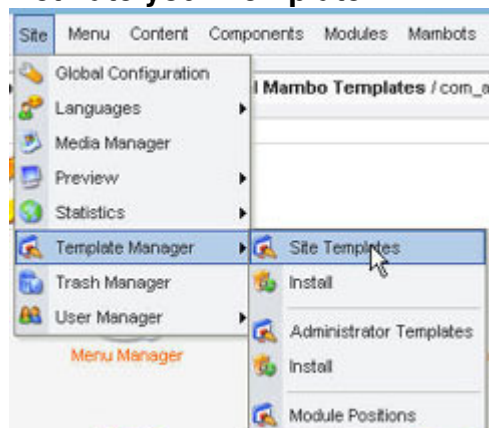 Site Menu Content Components Modules Mambots
Global Configuration
l Mambo Templates / com_a
Languages
Media Manager
Preview
Statistics
Template Manager
Site Templates
Trash Manager
Install
User Manager
Administrator Templates
Menu Manager
Install
Module Positions